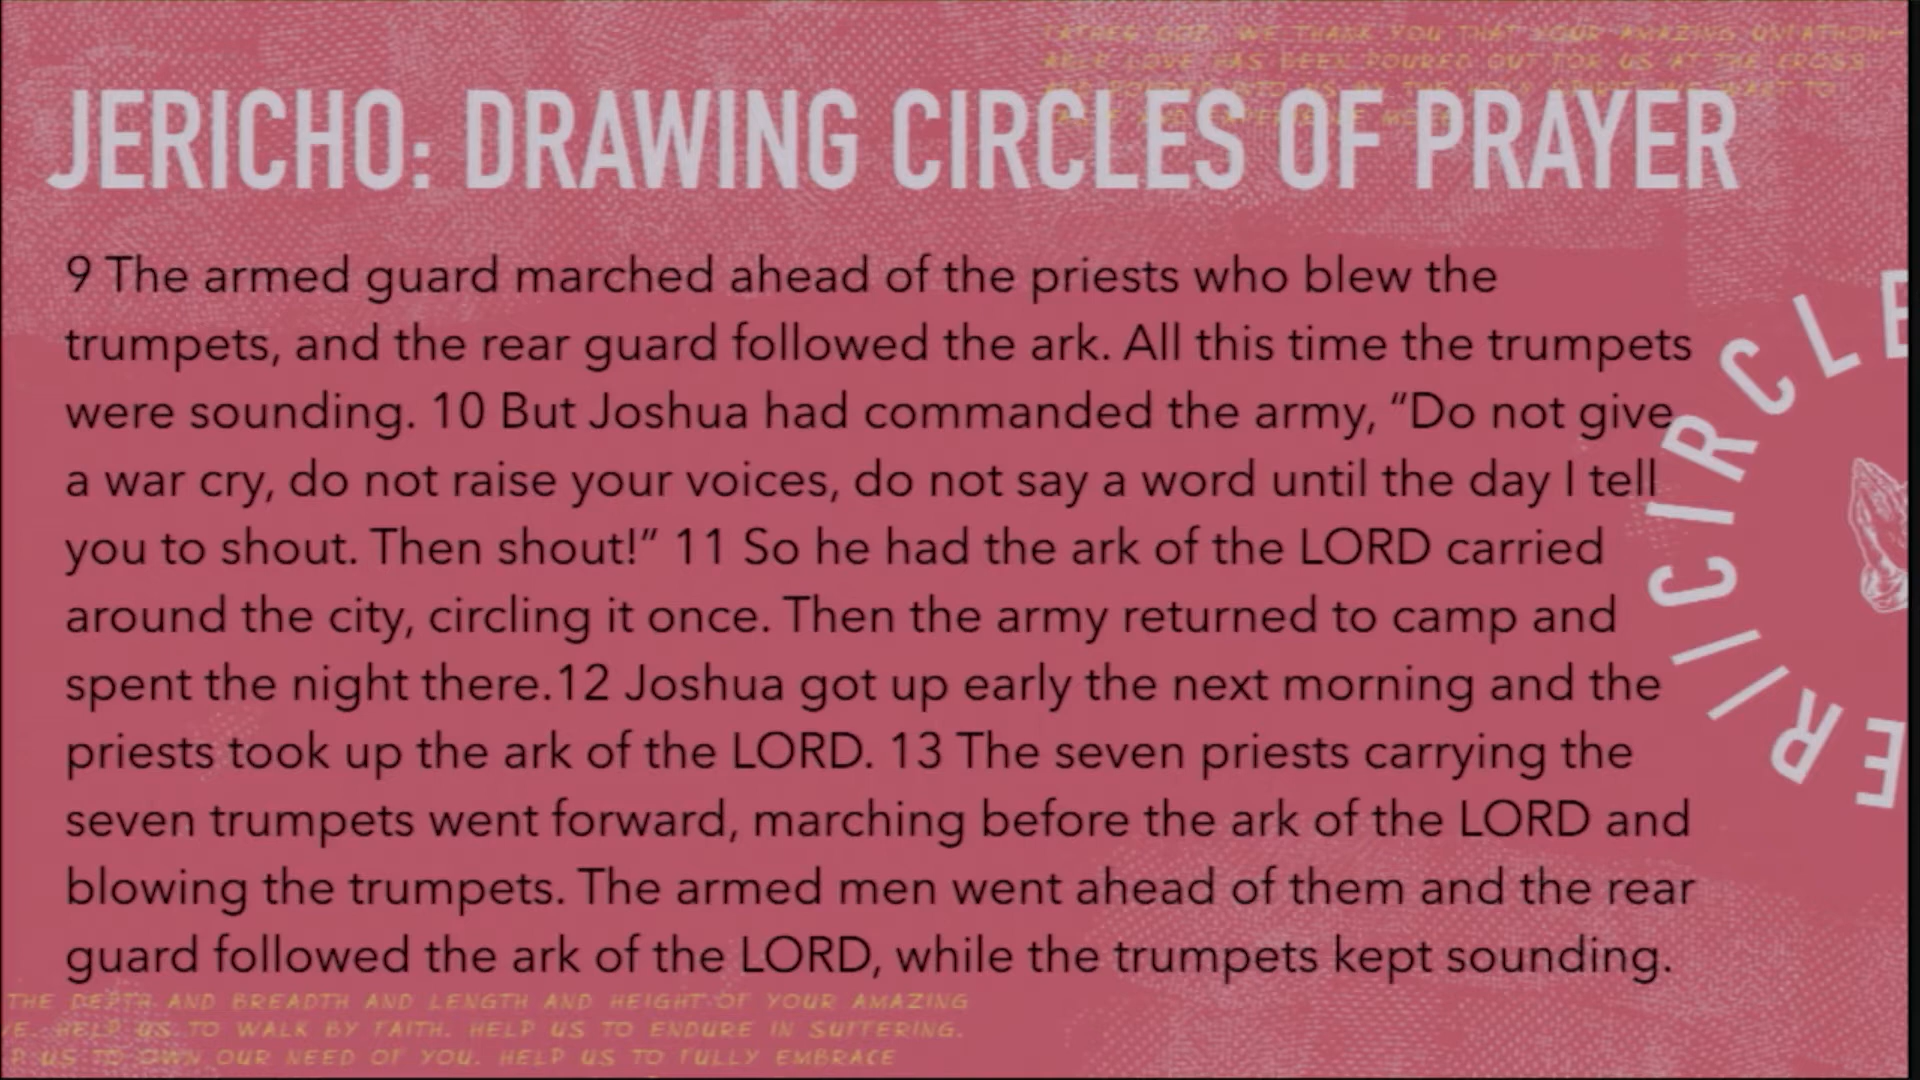 FATHER GOD, WE THANK YOU THAT YOUR AMAZING UNFATHOM-
ABLE LOVE HAS BEEN POURED OUT FOR US AT THE CROSS
JERICHO: DRAWING CIRCLES OF PRAYER
9 The armed guard marched ahead of the priests who blew the
trumpets, and the rear guard followed the ark. All this time the trumpets
were sounding. 10 But Joshua had commanded the army, “Do not give
a war cry, do not raise your voices, do not say a word until the day I tell
you to shout. Then shout!” 11 So he had the ark of the LORD carried
around the city, circling it once. Then the army returned to camp and
spent the night there.12 Joshua got up early the next morning and the
priests took up the ark of the LORD. 13 The seven priests carrying the
seven trumpets went forward, marching before the ark of the LORD and
blowing the trumpets. The armed men went ahead of them and the rear
guard followed the ark of the LORD, while the trumpets kept sounding.
ER//CIRCLE
THE DEPTH AND BREADTH AND LENGTH AND HEIGHT OF YOUR AMAZING
HELP US TO WALK BY FAITH. HELP US TO ENDURE IN SUFFERING.
US TO OWN OUR NEED OF YOU. HELP US TO FULLY EMBRACE